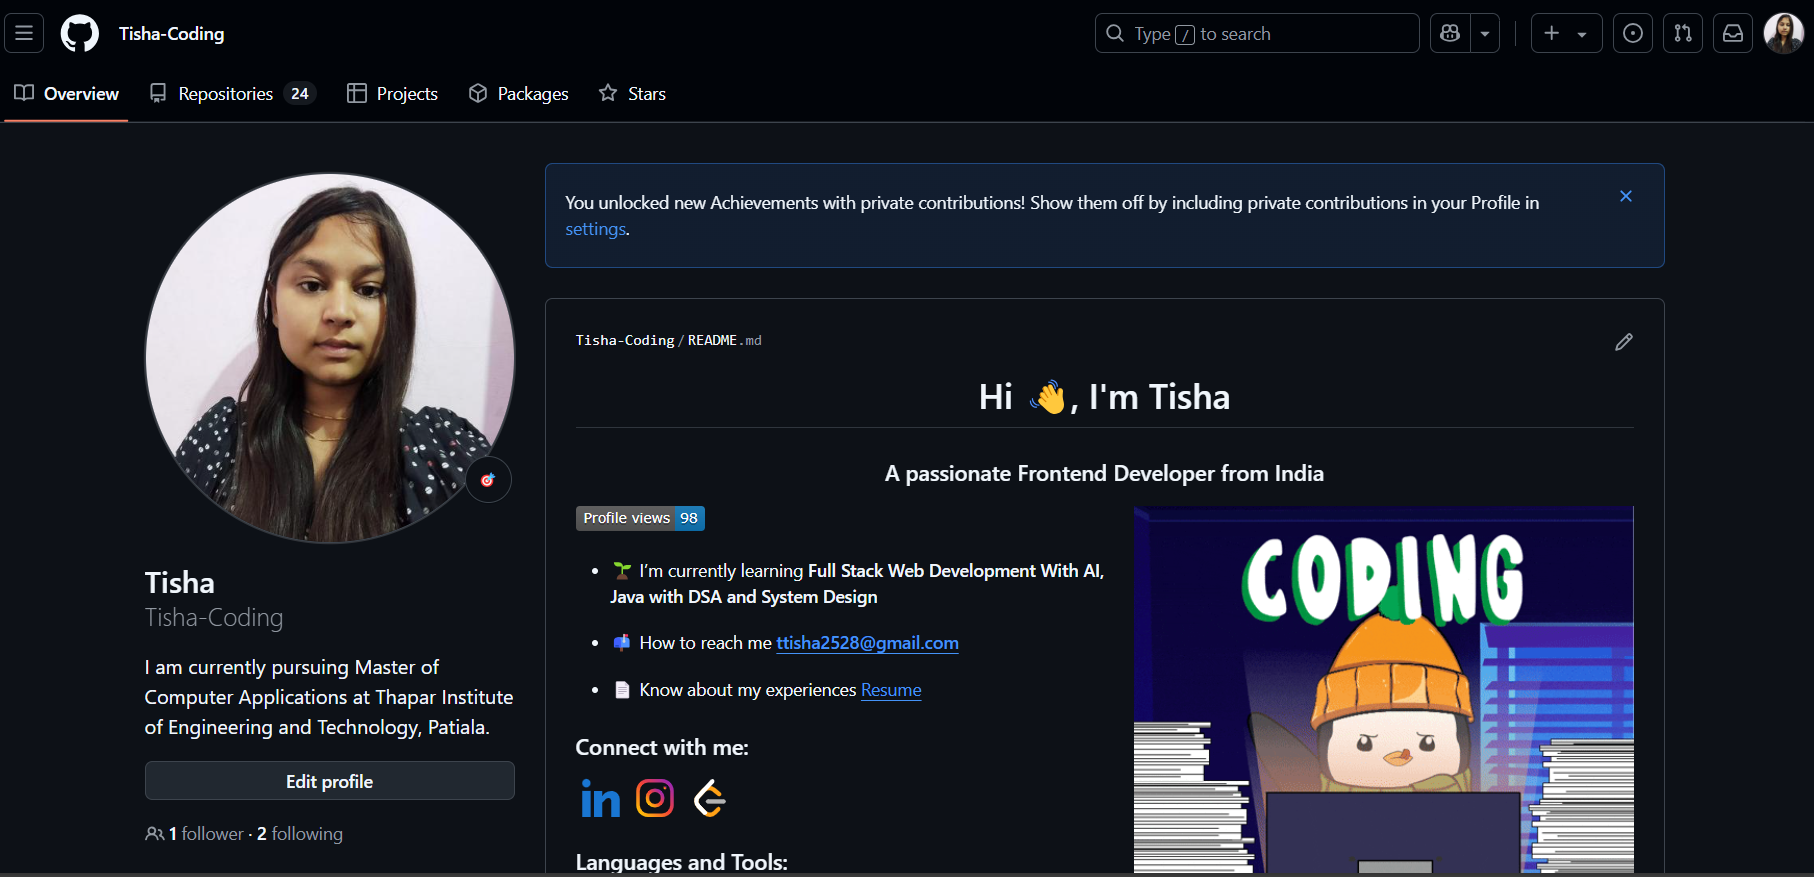 Tisha-Coding
Type / to search
Overview
Repositories 24
Projects
Packages
Stars
You unlocked new Achievements with private contributions! Show them off by including private contributions in your Profile in
settings.
Tisha-Coding/README.md
Hi 👋, I'm Tisha
A passionate Frontend Developer from India
Profile views 98
🌱 I’m currently learning Full Stack Web Development With AI,
Java with DSA and System Design
📫 How to reach me ttisha2528@gmail.com
📄 Know about my experiences Resume
Connect with me:
in
Languages and Tools:
CODING
Tisha
Tisha-Coding
I am currently pursuing Master of
Computer Applications at Thapar Institute
of Engineering and Technology, Patiala.
Edit profile
1 follower · 2 following